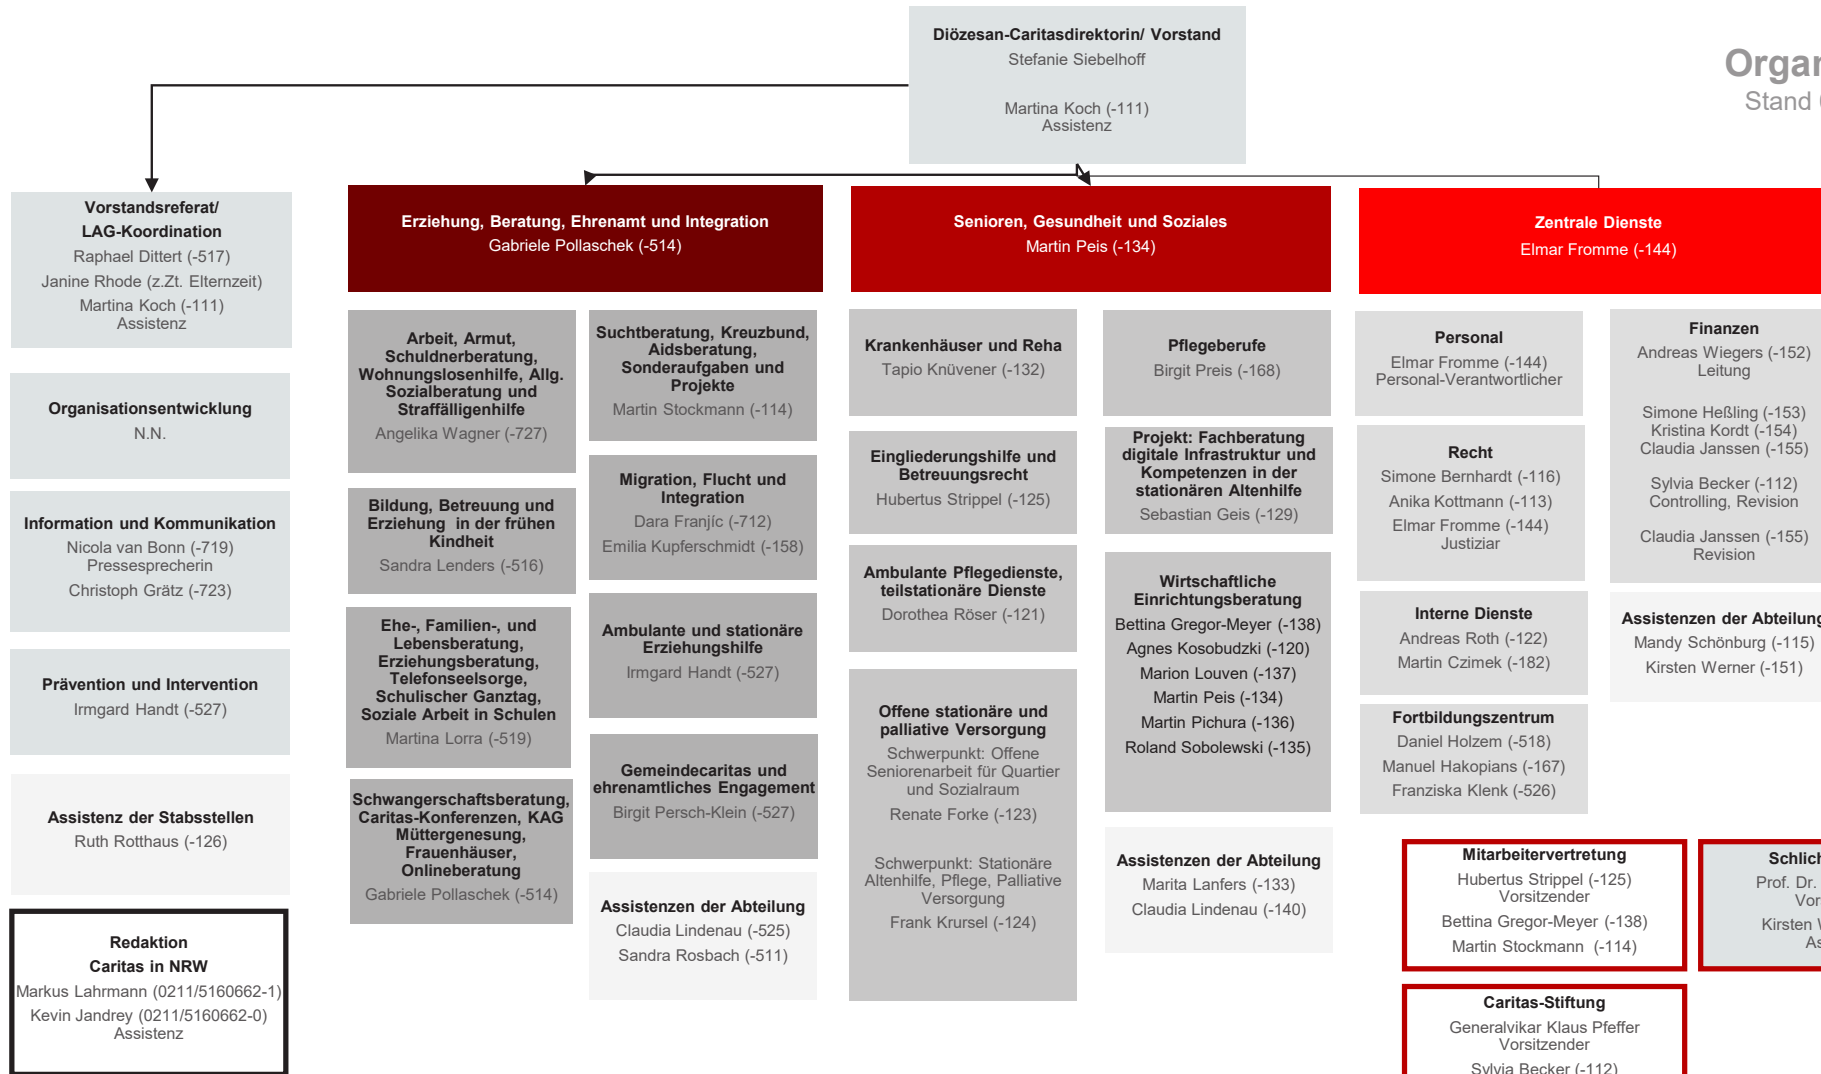 Diözesan-Caritasdirektorin/ Vorstand
Stefanie Siebelhoff
Martina Koch (-111)
Assistenz
Stand
Vorstandsreferat/
LAG-Koordination
Raphael Dittert (-517)
Janine Rhode (z.Zt. Elternzeit)
Martina Koch (-111)
Assistenz
Organisationsentwicklung
N.N.
Information und Kommunikation
Nicola van Bonn (-719)
Pressesprecherin
Christoph Grätz (-723)
Prävention und Intervention
Irmgard Handt (-527)
Assistenz der Stabsstellen
Ruth Rotthaus (-126)
Redaktion
Caritas in NRW
Markus Lahrmann (0211/5160662-1)
Kevin Jandrey (0211/5160662-0)
Assistenz
Erziehung, Beratung, Ehrenamt und Integration
Gabriele Pollaschek (-514)
Arbeit, Armut,
Schuldnerberatung,
Wohnungslosenhilfe, Allg.
Sozialberatung und
Straffälligenhilfe
Angelika Wagner (-727)
Bildung, Betreuung und
Erziehung in der frühen
Kindheit
Sandra Lenders (-516)
Ehe-, Familien-, und
Lebensberatung,
Erziehungsberatung,
Telefonseelsorge,
Schulischer Ganztag,
Soziale Arbeit in Schulen
Martina Lorra (-519)
Schwangerschaftsberatung,
Caritas-Konferenzen, KAG
Müttergenesung,
Frauenhäuser,
Onlineberatung
Gabriele Pollaschek (-514)
Suchtberatung, Kreuzbund,
Aidsberatung,
Sonderaufgaben und
Projekte
Martin Stockmann (-114)
Migration, Flucht und
Integration
Dara Franjíc (-712)
Emilia Kupferschmidt (-158)
Ambulante und stationäre
Erziehungshilfe
Irmgard Handt (-527)
Gemeindecaritas und
ehrenamtliches Engagement
Birgit Persch-Klein (-527)
Assistenzen der Abteilung
Claudia Lindenau (-525)
Sandra Rosbach (-511)
Senioren, Gesundheit und Soziales
Martin Peis (-134)
Krankenhäuser und Reha
Tapio Knüvener (-132)
Eingliederungshilfe und
Betreuungsrecht
Hubertus Strippel (-125)
Ambulante Pflegedienste,
teilstationäre Dienste
Dorothea Röser (-121)
Offene stationäre und
palliative Versorgung
Schwerpunkt: Offene
Seniorenarbeit für Quartier
und Sozialraum
Renate Forke (-123)
Schwerpunkt: Stationäre
Altenhilfe, Pflege, Palliative
Versorgung
Frank Krursel (-124)
Pflegeberufe
Birgit Preis (-168)
Projekt: Fachberatung
digitale Infrastruktur und
Kompetenzen in der
stationären Altenhilfe
Sebastian Geis (-129)
Wirtschaftliche
Einrichtungsberatung
Bettina Gregor-Meyer (-138)
Agnes Kosobudzki (-120)
Marion Louven (-137)
Martin Peis (-134)
Martin Pichura (-136)
Roland Sobolewski (-135)
Assistenzen der Abteilung
Marita Lanfers (-133)
Claudia Lindenau (-140)
Zentrale Dienste
Elmar Fromme (-144)
Personal
Elmar Fromme (-144)
Personal-Verantwortlicher
Recht
Simone Bernhardt (-116)
Anika Kottmann (-113)
Elmar Fromme (-144)
Justiziar
Interne Dienste
Andreas Roth (-122)
Martin Czimek (-182)
Fortbildungszentrum
Daniel Holzem (-518)
Manuel Hakopians (-167)
Franziska Klenk (-526)
Finanzen
Andreas Wiegers (-152)
Leitung
Simone Heßling (-153)
Kristina Kordt (-154)
Claudia Janssen (-155)
Sylvia Becker (-112)
Controlling, Revision
Claudia Janssen (-155)
Revision
Assistenzen der Abteilung
Mandy Schönburg (-115)
Kirsten Werner (-151)
Mitarbeitervertretung
Hubertus Strippel (-125)
Vorsitzender
Bettina Gregor-Meyer (-138)
Martin Stockmann (-114)
Prof. Dr.
Kirsten
Caritas-Stiftung
Generalvikar Klaus Pfeffer
Vorsitzender
Sylvia Becker (-112)